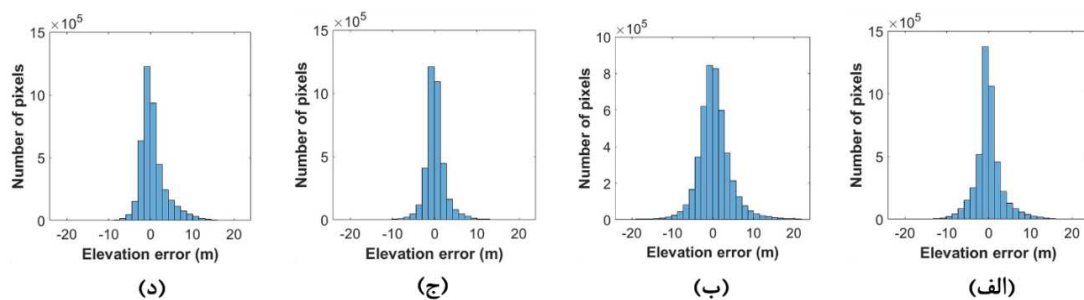 ×10⁵
15
10
5
0
Number of pixels
-20 -10 0 10 20
Elevation error (m)
(د)
×10⁵
15
10
5
0
Number of pixels
-20 -10 0 10 20
Elevation error (m)
(ج)
×10⁵
10
8
6
4
2
0
Number of pixels
-20 -10 0 10 20
Elevation error (m)
(ب)
×10⁵
15
10
5
0
Number of pixels
-20 -10 0 10 20
Elevation error (m)
(الف)